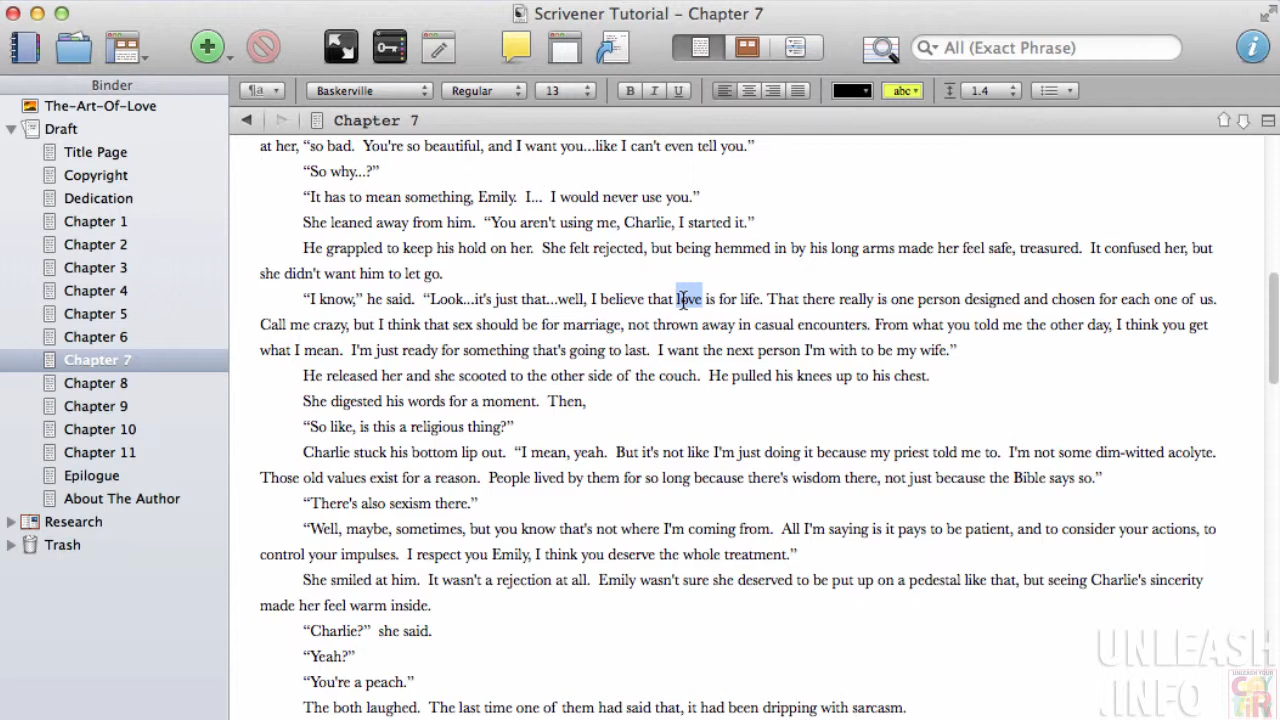 Scrivener Tutorial – Chapter 7
All (Exact Phrase)
Binder
¶a
Baskerville
Regular
13
B I U
abc
1.4
The-Art-Of-Love
Draft
Title Page
Copyright
Dedication
Chapter 1
Chapter 2
Chapter 3
Chapter 4
Chapter 5
Chapter 6
Chapter 7
Chapter 8
Chapter 9
Chapter 10
Chapter 11
Epilogue
About The Author
Research
Trash
Chapter 7
at her, “so bad.  You're so beautiful, and I want you...like I can't even tell you.”
“So why...?”
“It has to mean something, Emily.  I...  I would never use you.”
She leaned away from him.  “You aren't using me, Charlie, I started it.”
He grappled to keep his hold on her.  She felt rejected, but being hemmed in by his long arms made her feel safe, treasured.  It confused her, but
she didn't want him to let go.
“I know,” he said.  “Look...it's just that...well, I believe that love is for life. That there really is one person designed and chosen for each one of us.
Call me crazy, but I think that sex should be for marriage, not thrown away in casual encounters. From what you told me the other day, I think you get
what I mean.  I'm just ready for something that's going to last.  I want the next person I'm with to be my wife.”
He released her and she scooted to the other side of the couch.  He pulled his knees up to his chest.
She digested his words for a moment.  Then,
“So like, is this a religious thing?”
Charlie stuck his bottom lip out.  “I mean, yeah.  But it's not like I'm just doing it because my priest told me to.  I'm not some dim-witted acolyte.
Those old values exist for a reason.  People lived by them for so long because there's wisdom there, not just because the Bible says so.”
“There's also sexism there.”
“Well, maybe, sometimes, but you know that's not where I'm coming from.  All I'm saying is it pays to be patient, and to consider your actions, to
control your impulses.  I respect you Emily, I think you deserve the whole treatment.”
She smiled at him.  It wasn't a rejection at all.  Emily wasn't sure she deserved to be put up on a pedestal like that, but seeing Charlie's sincerity
made her feel warm inside.
“Charlie?”  she said.
“Yeah?”
“You're a peach.”
The both laughed.  The last time one of them had said that, it had been dripping with sarcasm.
UNLEASH
.INFO